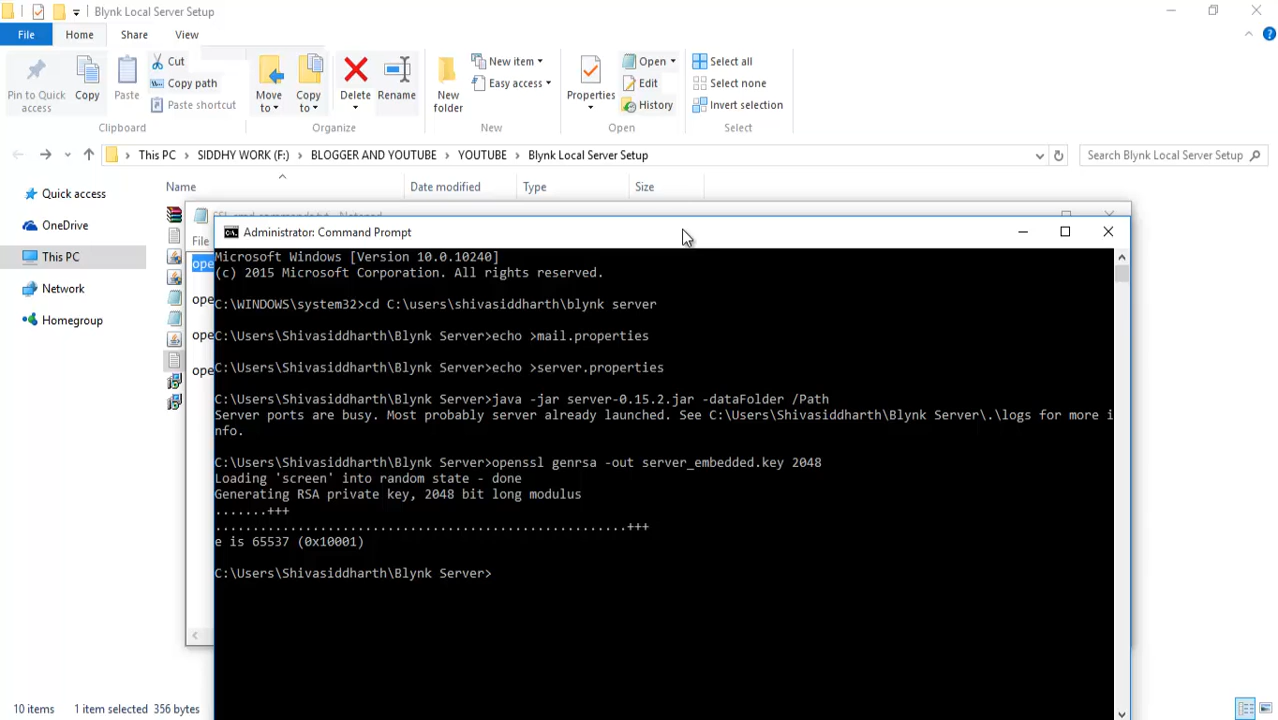 Blynk Local Server Setup
File
Home
Share
View
Pin to Quick
access
Copy
Paste
Cut
Copy path
Paste shortcut
Move
to
Copy
to
Delete
Rename
New
folder
New item
Easy access
Properties
Open
Edit
History
Select all
Select none
Invert selection
Clipboard
Organize
New
Open
Select
This PC
SIDDHY WORK (F:)
BLOGGER AND YOUTUBE
YOUTUBE
Blynk Local Server Setup
Search Blynk Local Server Setup
Name
Date modified
Type
Size
Quick access
OneDrive
This PC
Network
Homegroup
File
ope
ope
ope
ope
Administrator: Command Prompt
Microsoft Windows [Version 10.0.10240]
(c) 2015 Microsoft Corporation. All rights reserved.
C:\WINDOWS\system32>cd C:\users\shivasiddharth\blynk server
C:\Users\Shivasiddharth\Blynk Server>echo >mail.properties
C:\Users\Shivasiddharth\Blynk Server>echo >server.properties
C:\Users\Shivasiddharth\Blynk Server>java -jar server-0.15.2.jar -dataFolder /Path
Server ports are busy. Most probably server already launched. See C:\Users\Shivasiddharth\Blynk Server\.\logs for more i
nfo.
C:\Users\Shivasiddharth\Blynk Server>openssl genrsa -out server_embedded.key 2048
Loading 'screen' into random state - done
Generating RSA private key, 2048 bit long modulus
.......+++
.......................................................+++
e is 65537 (0x10001)
C:\Users\Shivasiddharth\Blynk Server>
10 items
1 item selected 356 bytes